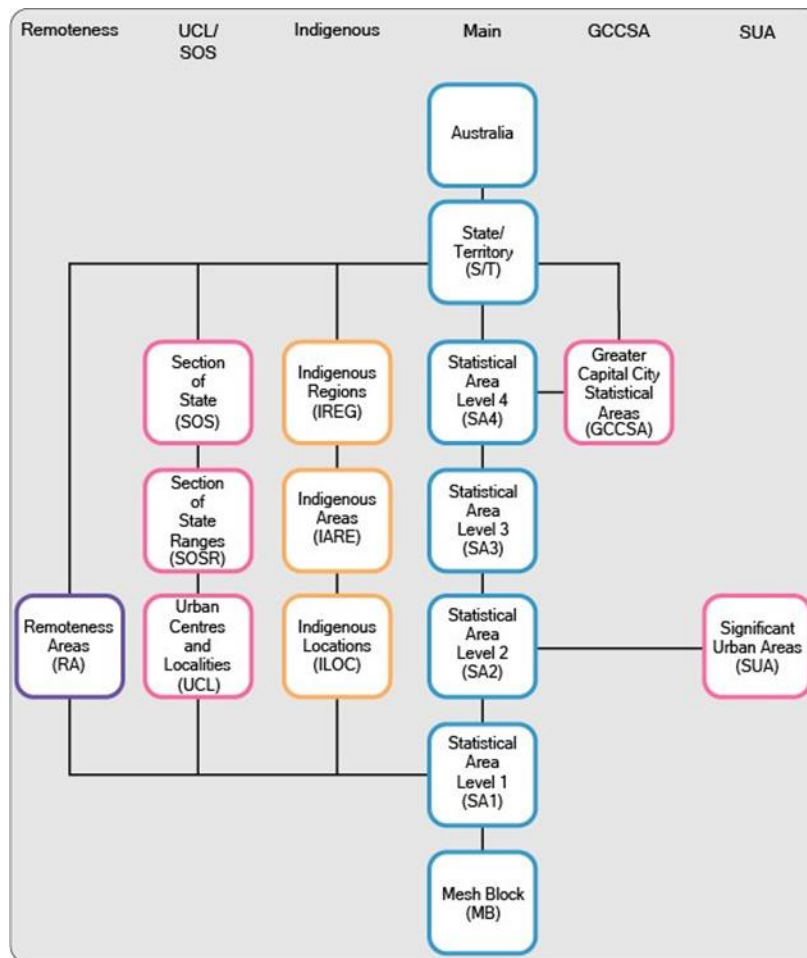 Remoteness
UCL/
SOS
Indigenous
Main
GCCSA
SUA
Australia
State/
Territory
(S/T)
Section
of
State
(SOS)
Indigenous
Regions
(IREG)
Statistical
Area
Level 4
(SA4)
Greater
Capital City
Statistical
Areas
(GCCSA)
Section
of
State
Ranges
(SOSR)
Indigenous
Areas
(IARE)
Statistical
Area
Level 3
(SA3)
Remoteness
Areas
(RA)
Urban
Centres
and
Localities
(UCL)
Indigenous
Locations
(ILOC)
Statistical
Area
Level 2
(SA2)
Significant
Urban Areas
(SUA)
Statistical
Area
Level 1
(SA1)
Mesh Block
(MB)